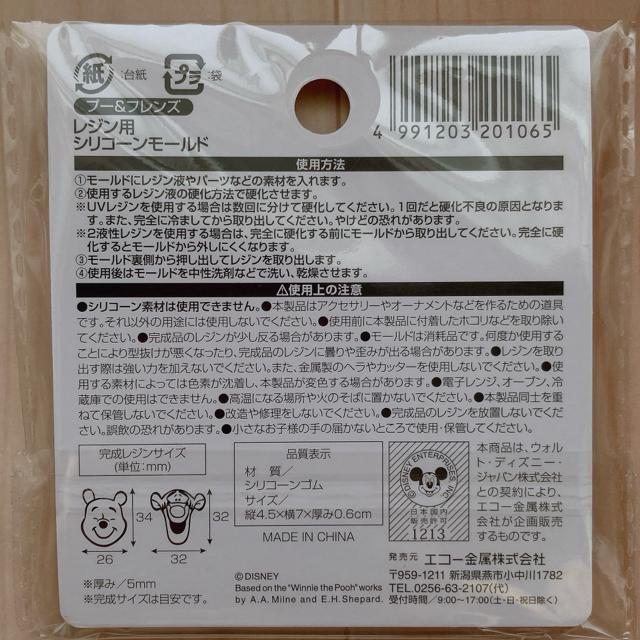 紙 :台紙 プラ :袋
プー&フレンズ
レジン用
シリコーンモールド
4 991203 201065
使用方法
①モールドにレジン液やパーツなどの素材を入れます。
②使用するレジン液の硬化方法で硬化させます。
※UVレジンを使用する場合は数回に分けて硬化してください。1回だと硬化不良の原因となりま
す。また、完全に冷ましてから取り出してください。やけどの恐れがあります。
※2液性レジンを使用する場合は、完全に硬化する前にモールドから取り出してください。完全に硬
化するとモールドから外しにくくなります。
③モールド裏側から押し出してレジンを取り出します。
④使用後はモールドを中性洗剤などで洗い、乾燥させます。
⚠使用上の注意
●シリコーン素材は使用できません。●本製品はアクセサリーやオーナメントなどを作るための道具
です。それ以外の用途には使用しないでください。●使用前に本製品に付着したホコリなどを取り除い
てください。●完成品のレジンが少し反る場合があります。●モールドは消耗品です。何度か使用する
ことにより型抜けが悪くなったり、完成品のレジンに曇りや歪みが出る場合があります。●レジンを取り
出す際は強い力を加えないでください。また、金属製のヘラやカッターを使用しないでください。●使
用する素材によっては色素が沈着し、本製品が変色する場合があります。●電子レンジ、オーブン、冷
蔵庫での使用はできません。●高温になる場所や火のそばに置かないでください。●本製品同士を重
ねて保管しないでください。●改造や修理をしないでください。●完成品のレジンを放置しないでくだ
さい。誤飲の恐れがあります。●小さなお子様の手の届かないところで使用・保管してください。
完成レジンサイズ
(単位:mm)
34
26
32
32
※厚み/5mm
※完成サイズは目安です。
品質表示
材 質/
シリコーンゴム
サイズ/
縦4.5×横7×厚み0.6cm
MADE IN CHINA
©DISNEY
Based on the "Winnie the Pooh" works
by A.A. Milne and E.H. Shepard.
©DISNEY ENTERPRISES, INC.
日本国内
販売許可
1213
本商品は、ウォル
ト・ディズニー・
ジャパン株式会社
との契約により、
エコー金属株式会
社が企画販売
するものです。
発売元 エコー金属株式会社
〒959-1211 新潟県燕市小中川1782
TEL. 0256-63-2107(代)
受付時間/9:00~17:00(土・日・祝日除く)